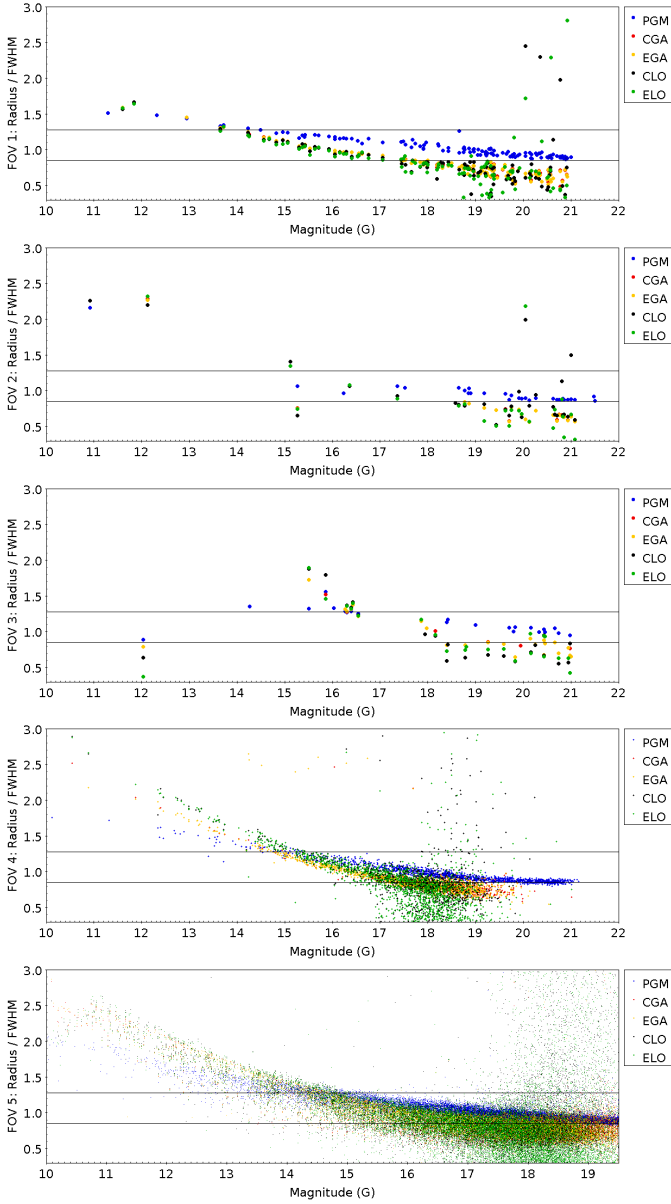 3.0
2.5
2.0
1.5
1.0
0.5
FOV 1: Radius / FWHM
10 11 12 13 14 15 16 17 18 19 20 21 22
Magnitude (G)
PGM
CGA
EGA
CLO
ELO
3.0
2.5
2.0
1.5
1.0
0.5
FOV 2: Radius / FWHM
10 11 12 13 14 15 16 17 18 19 20 21 22
Magnitude (G)
PGM
CGA
EGA
CLO
ELO
3.0
2.5
2.0
1.5
1.0
0.5
FOV 3: Radius / FWHM
10 11 12 13 14 15 16 17 18 19 20 21 22
Magnitude (G)
PGM
CGA
EGA
CLO
ELO
3.0
2.5
2.0
1.5
1.0
0.5
FOV 4: Radius / FWHM
10 11 12 13 14 15 16 17 18 19 20 21 22
Magnitude (G)
PGM
CGA
EGA
CLO
ELO
3.0
2.5
2.0
1.5
1.0
0.5
FOV 5: Radius / FWHM
10 11 12 13 14 15 16 17 18 19
Magnitude (G)
PGM
CGA
EGA
CLO
ELO